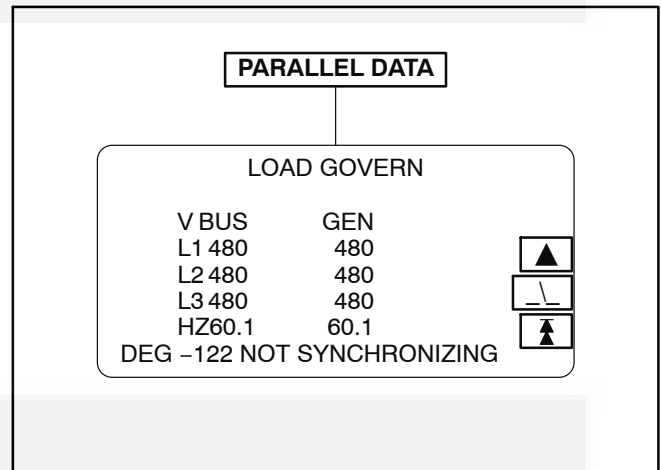 PARALLEL DATA
LOAD GOVERN
V BUS GEN
L1 480 480
L2 480 480
L3 480 480
HZ60.1 60.1
DEG –122 NOT SYNCHRONIZING